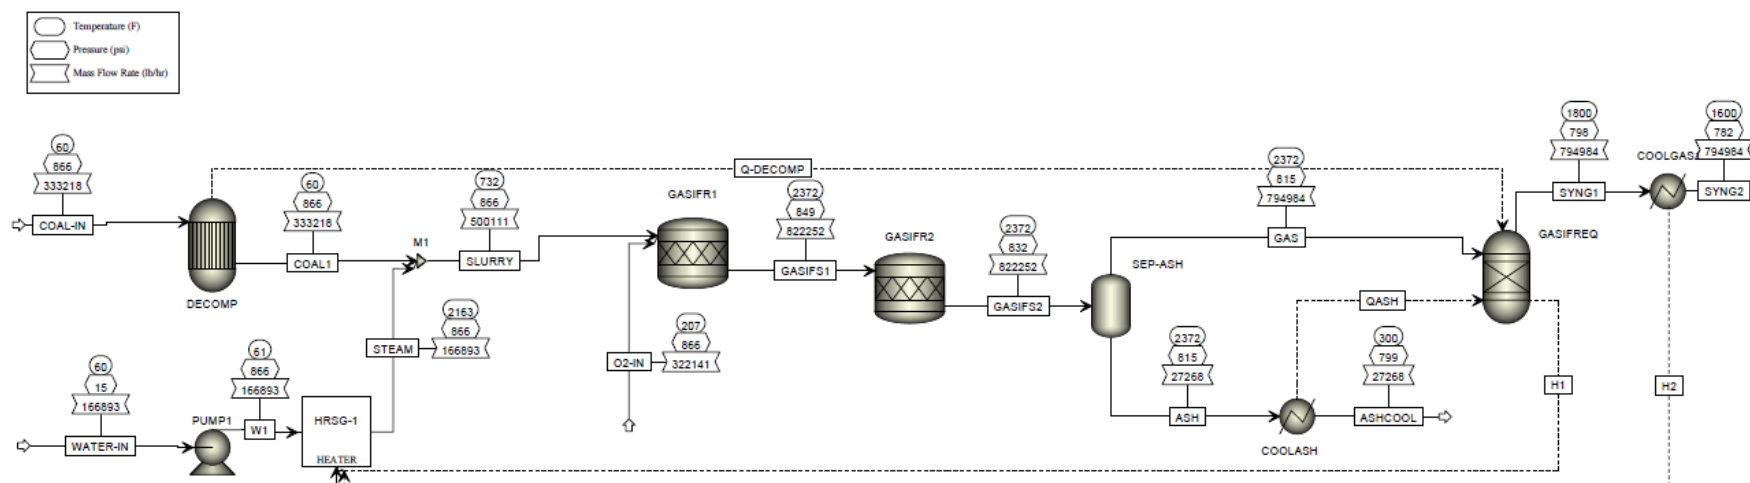 Temperature (F)
Pressure (psi)
Mass Flow Rate (lb/hr)
60
866
333218
COAL-IN
DECOMP
60
866
333218
COAL1
M1
732
866
500111
SLURRY
Q-DECOMP
GASIFR1
2372
849
822252
GASIFS1
GASIFR2
2372
832
822252
GASIFS2
SEP-ASH
2372
815
794984
GAS
GASIFREQ
1800
798
794984
SYNG1
COOLGAS
1600
782
794984
SYNG2
60
15
166893
WATER-IN
PUMP1
61
866
166893
W1
HRSG-1
HEATER
2163
866
166893
STEAM
207
866
322141
O2-IN
2372
815
27268
ASH
COOLASH
QASH
300
799
27268
ASHCOOL
H1
H2